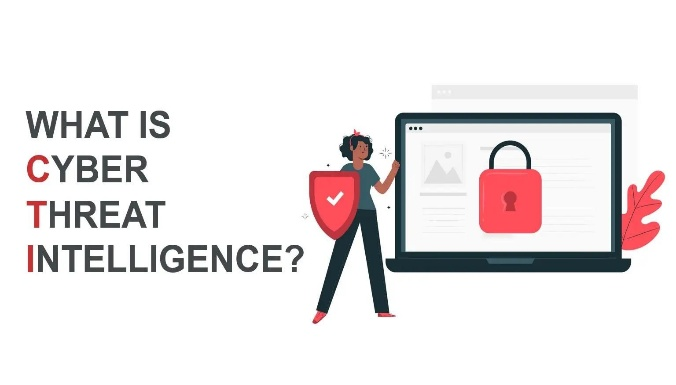 WHAT IS
CYBER
THREAT
INTELLIGENCE?